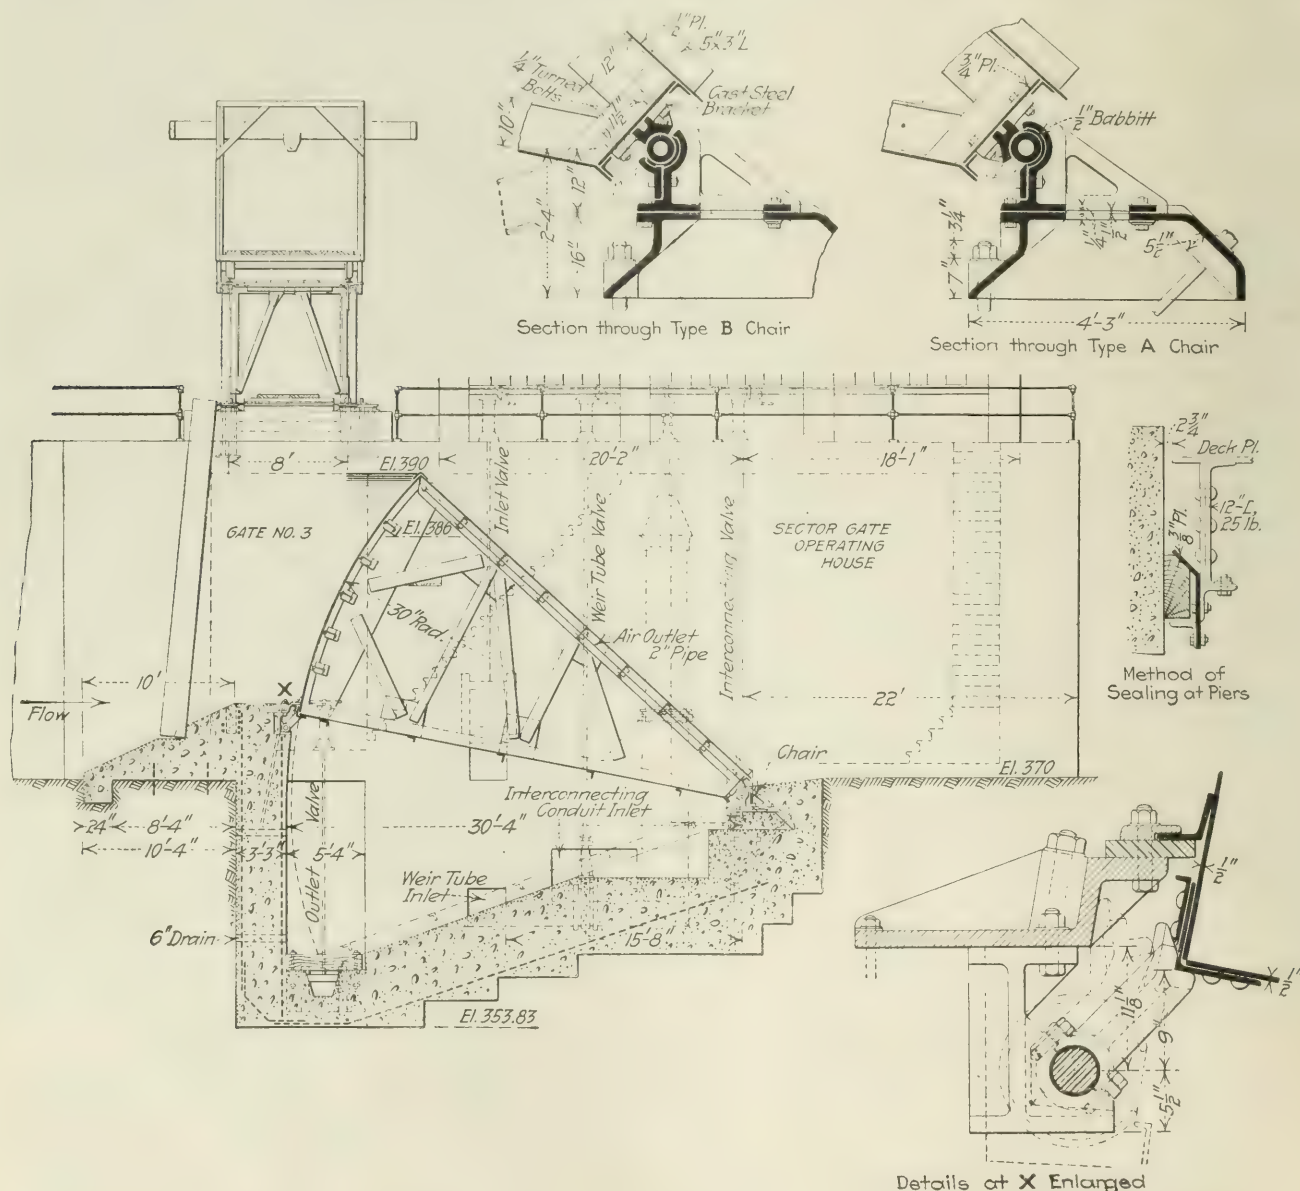 1/2" Pl.
5"x 3"L
12"
1/4" Turned
Bolts
11 1/2"
Cast Steel
Bracket
10"
2'-4"
12"
16"
Section through Type B Chair
3/4" Pl.
1/2" Babbitt
7"
3 1/4"
1/4"
1 1/2"
5 1/2"
4'-3"
Section through Type A Chair
8'
El. 390
20'-2"
18'-1"
Inlet Valve
Weir Tube Valve
Interconnecting Valve
GATE NO. 3
El. 386
SECTOR GATE
OPERATING
HOUSE
30" Rad.
Air Outlet
2" Pipe
10'
X
Flow
22'
Chair
El. 370
Interconnecting
Conduit Inlet
24"
8'-4"
30'-4"
10'-4"
3'-3"
5'-4"
Outlet Valve
Weir Tube
Inlet
6" Drain
15'-8"
El. 353.83
2 3/4"
Deck Pl.
12"[,
25 lb.
3/8" Pl.
Method of
Sealing at Piers
1/2"
1/2"
11 1/8"
9"
5 1/2"
Details at X Enlarged